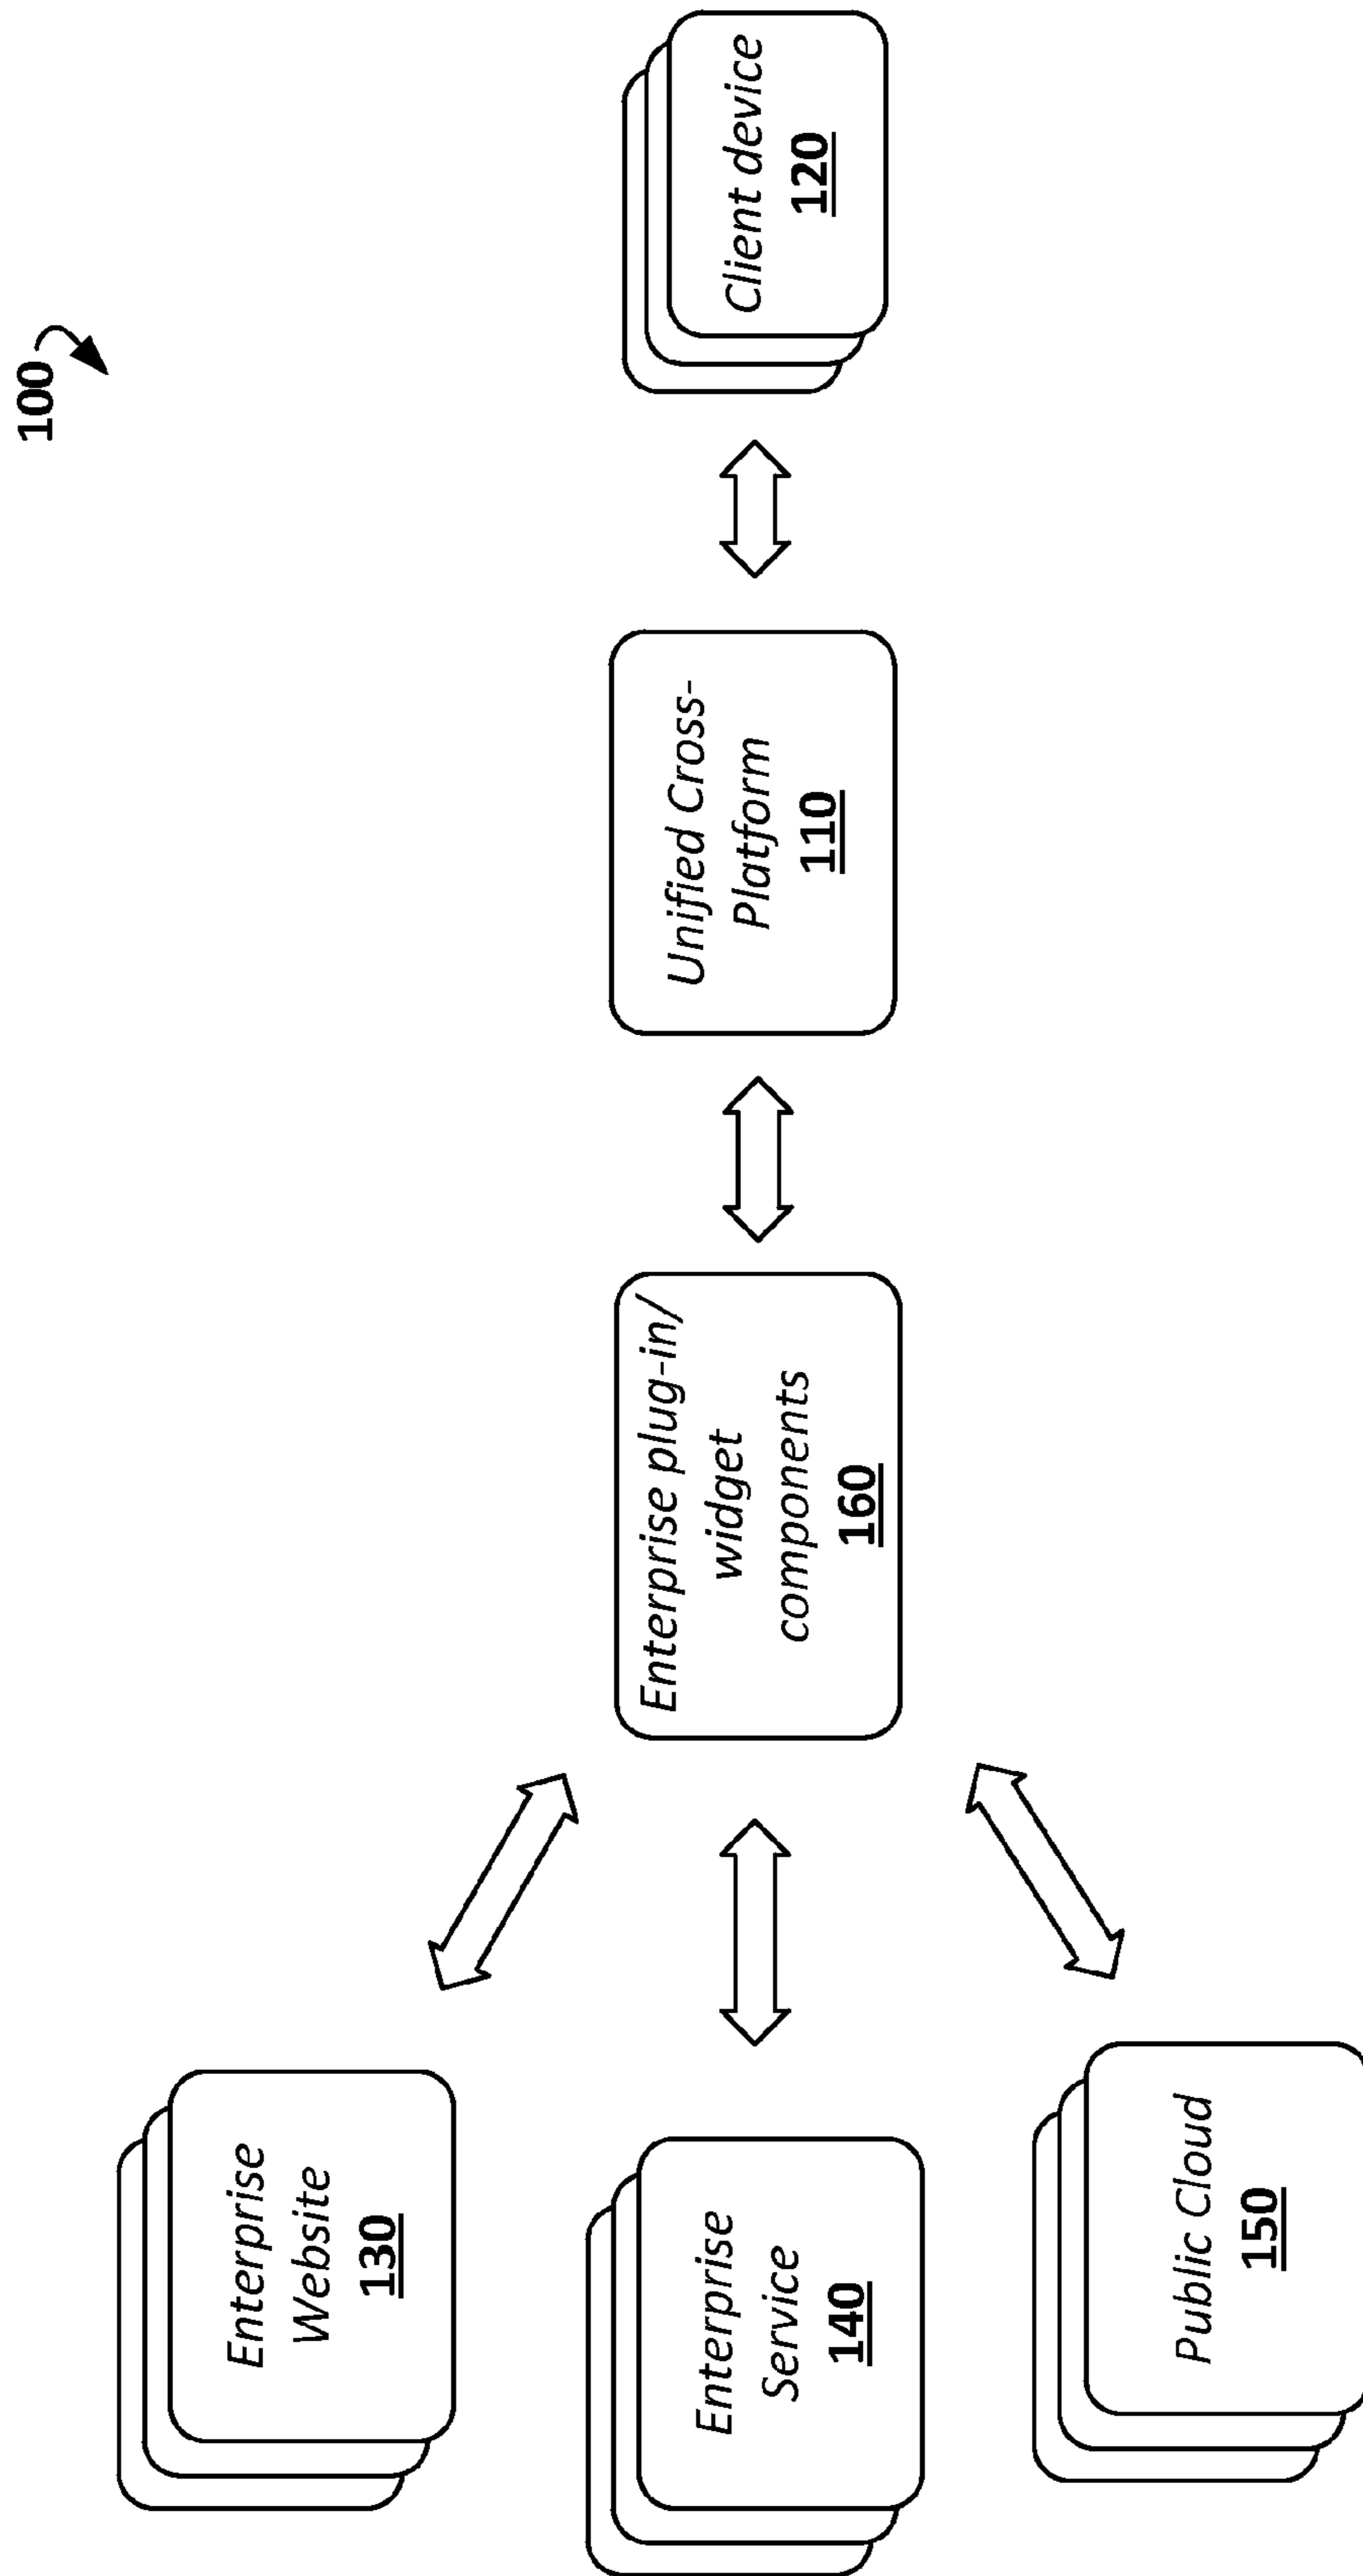 100
Enterprise
Website
130
Enterprise
Service
140
Public Cloud
150
Enterprise plug-in/
widget
components
160
Unified Cross-
Platform
110
Client device
120